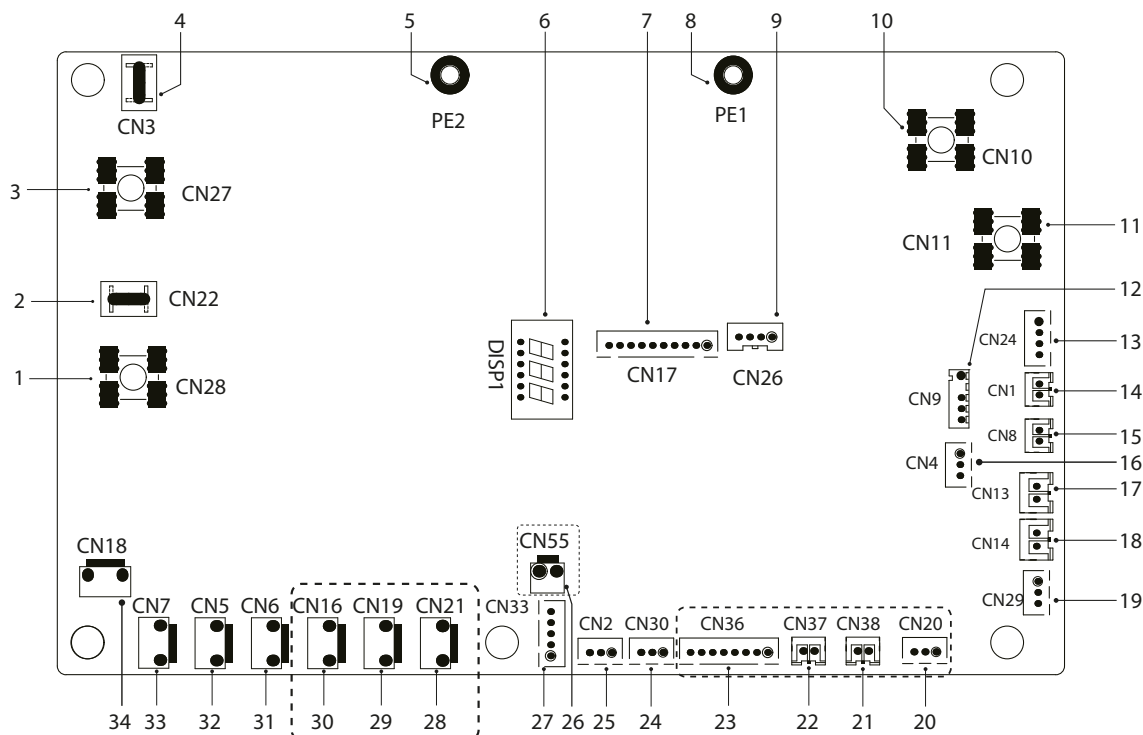 4 5 6 7 8 9 10
CN3
PE2
PE1
CN10
3
CN27
11
CN11
12
2
CN22
DISP1
CN17
CN26
CN24
13
1
CN28
CN9
CN1
14
CN8
15
CN4
16
CN13
17
CN55
CN14
18
CN18
CN7 CN5 CN6 CN16 CN19 CN21 CN33
CN2 CN30 CN36 CN37 CN38 CN20
CN29
19
34 33 32 31 30 29 28 27 26 25 24 23 22 21 20